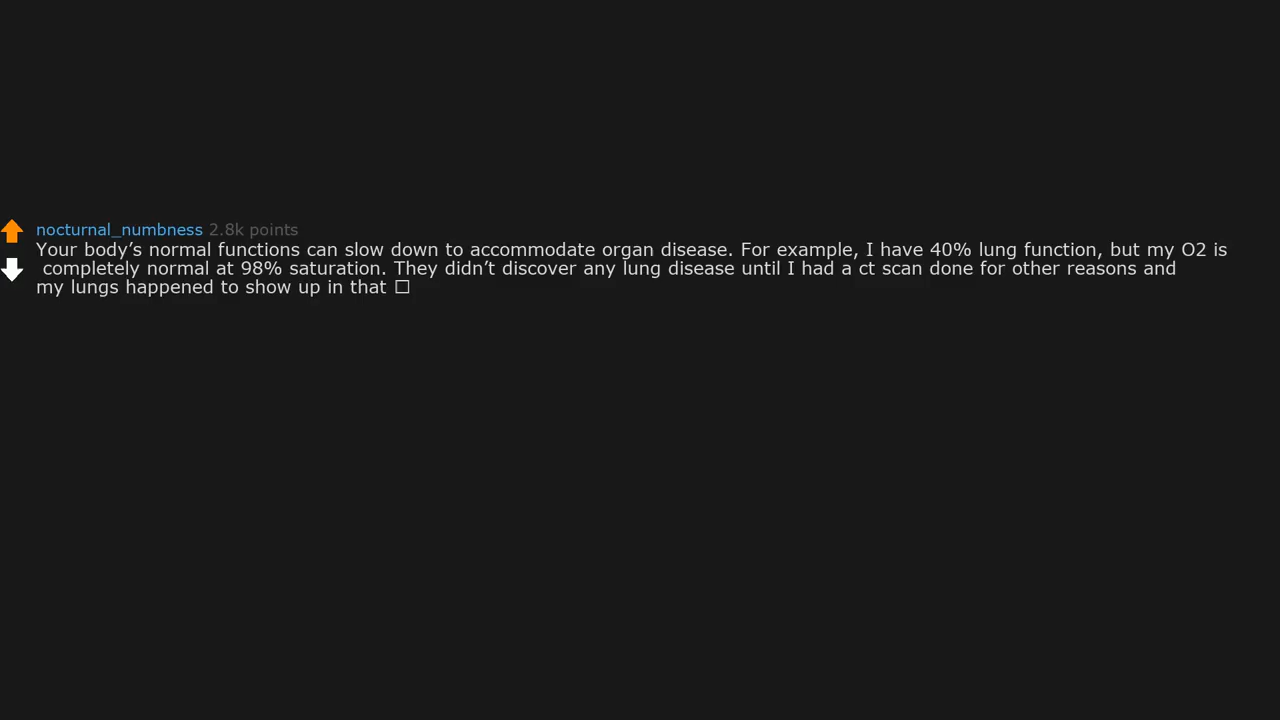 nocturnal_numbness 2.8k points
Your body’s normal functions can slow down to accommodate organ disease. For example, I have 40% lung function, but my O2 is
completely normal at 98% saturation. They didn’t discover any lung disease until I had a ct scan done for other reasons and
my lungs happened to show up in that □